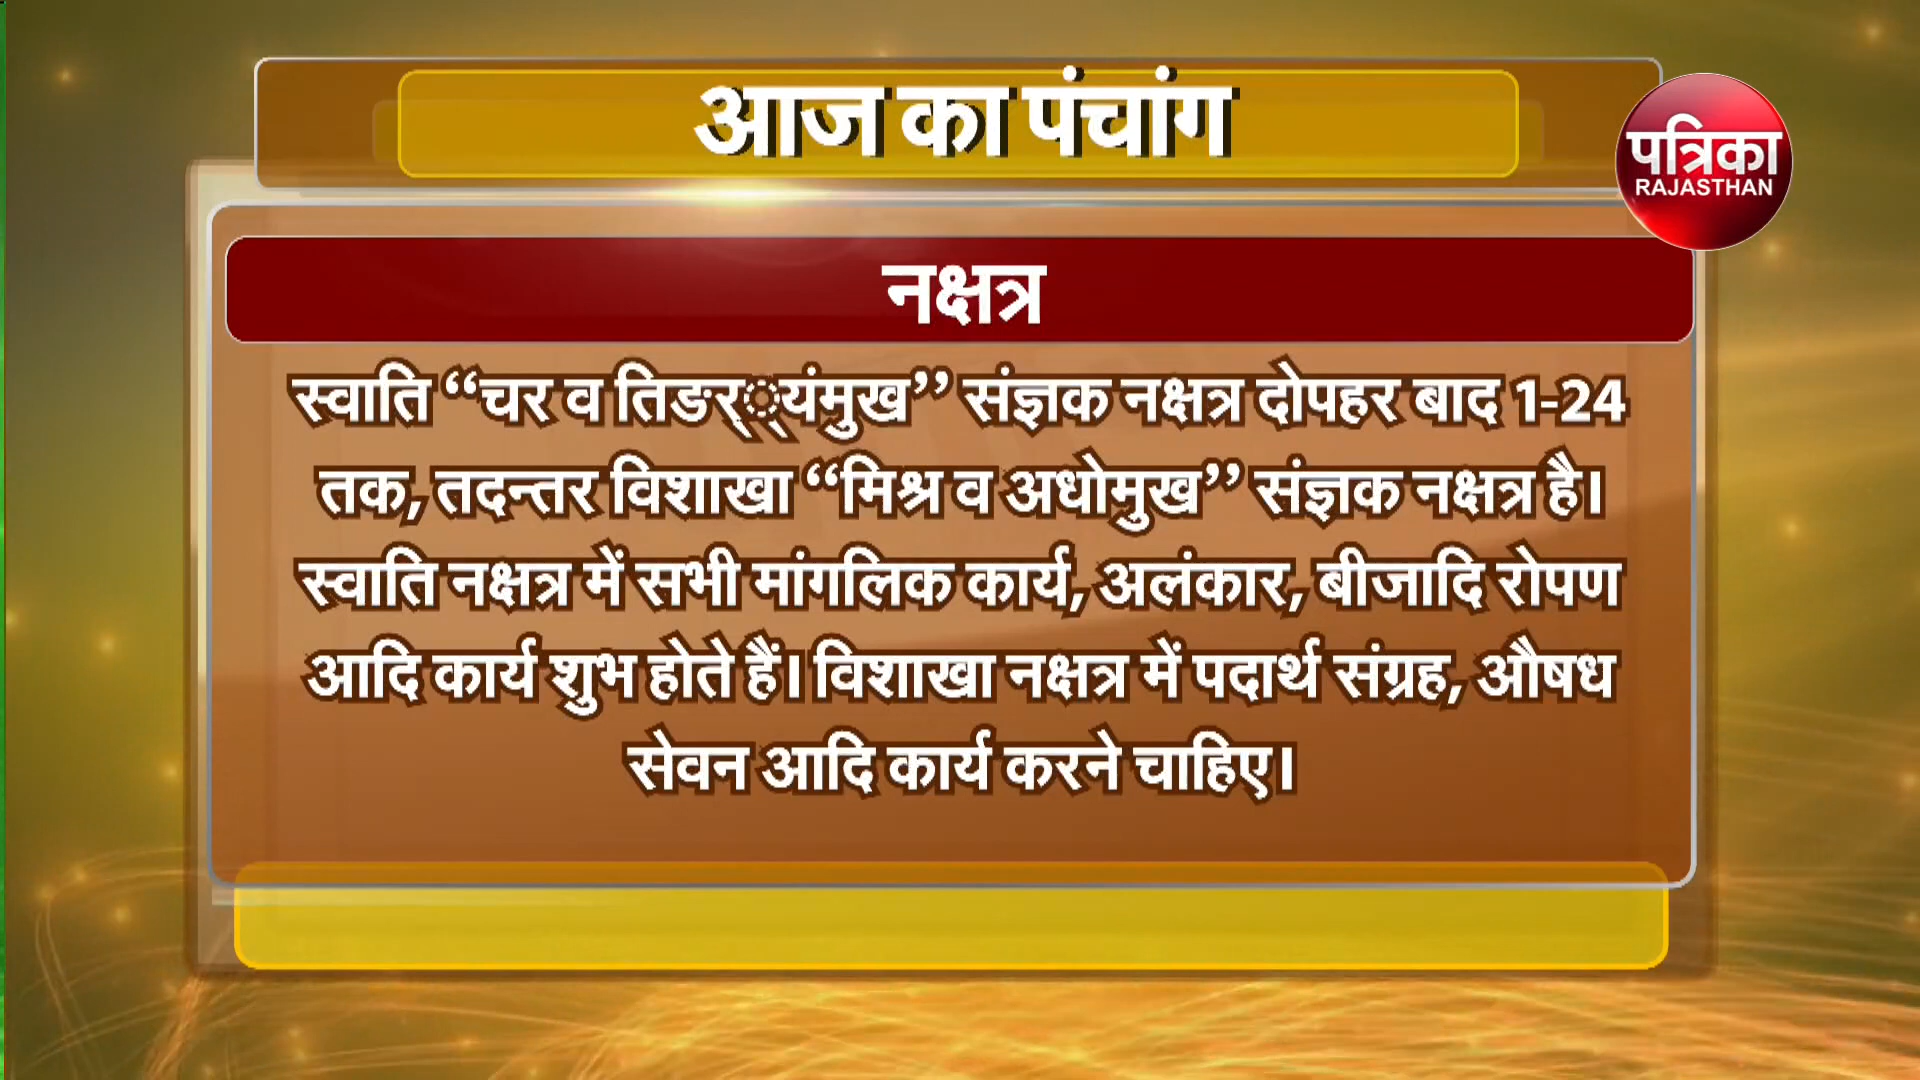 आज का पंचांग
पत्रिका
RAJASTHAN
नक्षत्र
स्वाति “चर व तिङर््यंमुख” संज्ञक नक्षत्र दोपहर बाद 1-24
तक, तदन्तर विशाखा “मिश्र व अधोमुख” संज्ञक नक्षत्र है।
स्वाति नक्षत्र में सभी मांगलिक कार्य, अलंकार, बीजादि रोपण
आदि कार्य शुभ होते हैं। विशाखा नक्षत्र में पदार्थ संग्रह, औषध
सेवन आदि कार्य करने चाहिए।